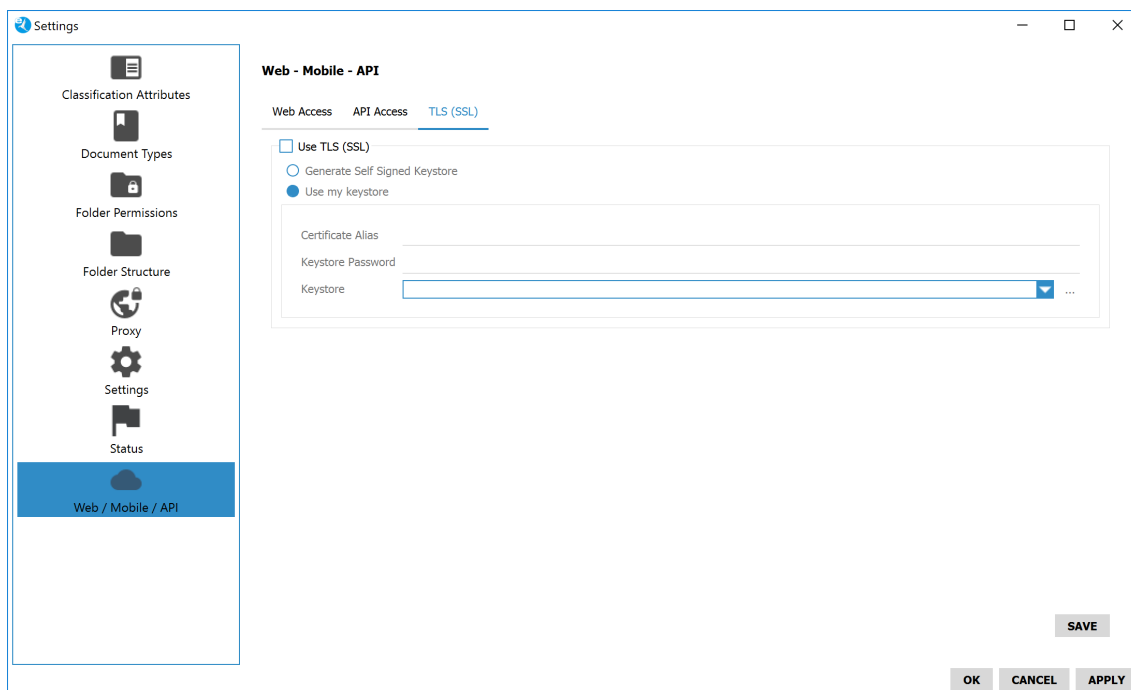 Settings
Classification Attributes
Document Types
Folder Permissions
Folder Structure
Proxy
Settings
Status
Web / Mobile / API
Web - Mobile - API
Web Access API Access TLS (SSL)
Use TLS (SSL)
Generate Self Signed Keystore
Use my keystore
Certificate Alias
Keystore Password
Keystore
...
SAVE
OK CANCEL APPLY